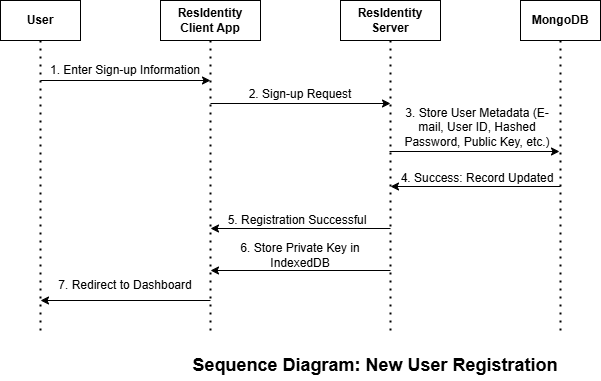 User
ResIdentity
Client App
ResIdentity
Server
MongoDB
1. Enter Sign-up Information
2. Sign-up Request
3. Store User Metadata (E-
mail, User ID, Hashed
Password, Public Key, etc.)
4. Success: Record Updated
5. Registration Successful
6. Store Private Key in
IndexedDB
7. Redirect to Dashboard
Sequence Diagram: New User Registration